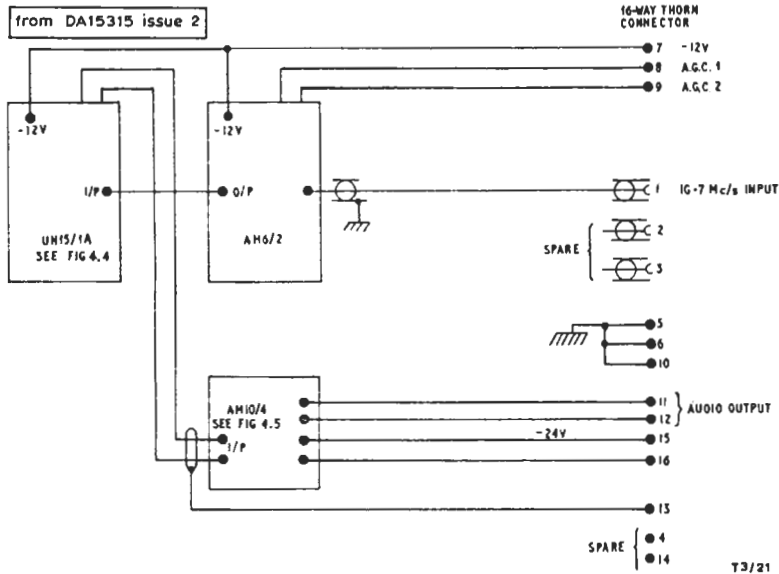 from DA15315 issue 2
16-WAY THORN
CONNECTOR
7 -12V
8 A.G.C. 1
9 A.G.C. 2
-12V
-12V
I/P
O/P
1 IG-7 Mc/s INPUT
UN15/1A
SEE FIG 4.4
AM6/2
SPARE
2
3
5
6
10
AM10/4
SEE FIG 4.5
I/P
11
12
AUDIO OUTPUT
-24V
15
16
13
SPARE
4
14
T3/21